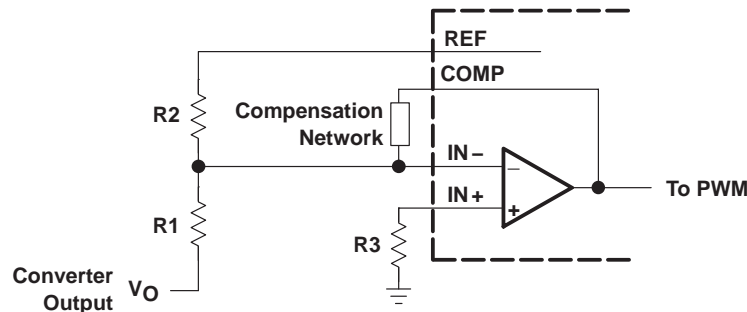 REF
COMP
R2
Compensation
Network
IN −
−
IN +
+
To PWM
R1
R3
Converter
Output
VO